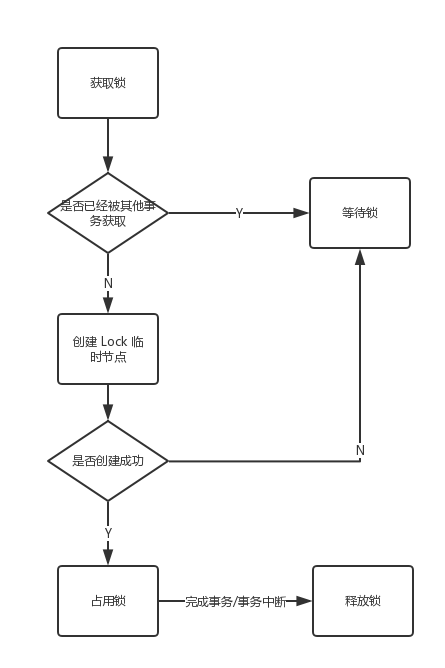 获取锁
是否已经被其他事
务获取
Y
等待锁
N
创建 Lock 临
时节点
是否创建成功
N
Y
占用锁
完成事务/事务中断
释放锁